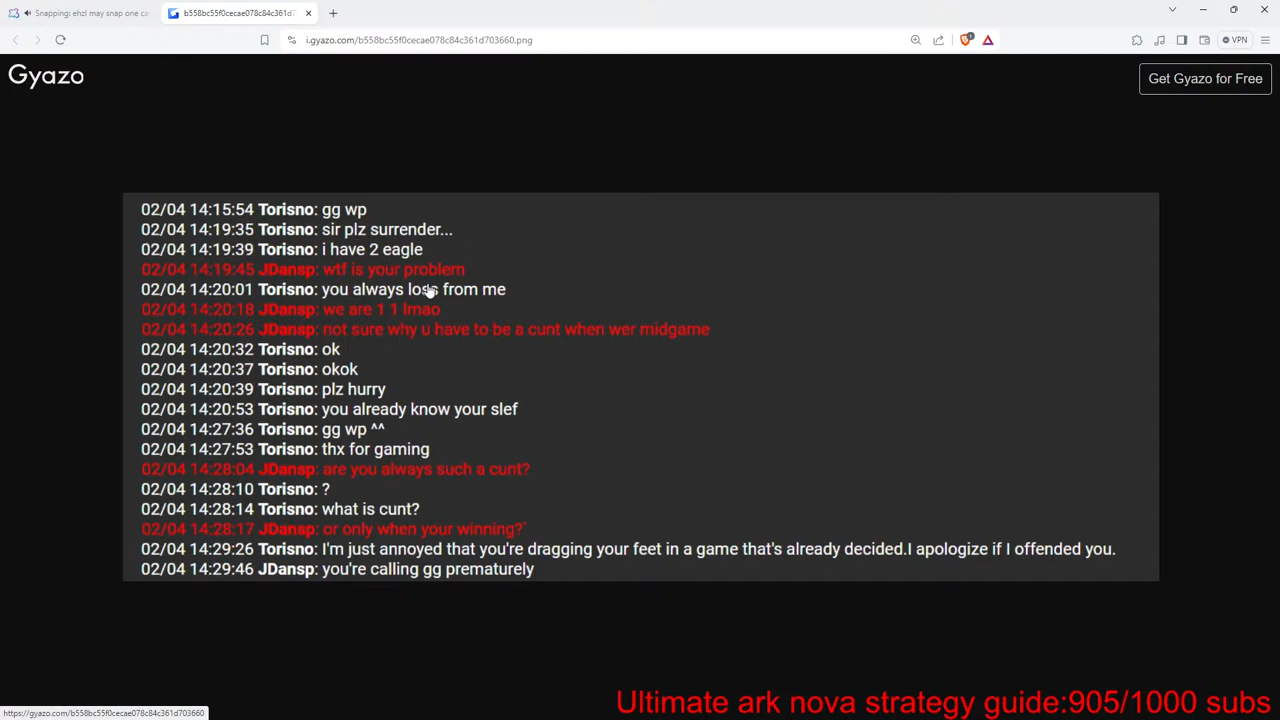 Snapping: ehzl may snap one ca
b558bc55f0cecae078c84c361d7
i.gyazo.com/b558bc55f0cecae078c84c361d703660.png
1
VPN
Gyazo
Get Gyazo for Free
02/04 14:15:54 Torisno: gg wp
02/04 14:19:35 Torisno: sir plz surrender...
02/04 14:19:39 Torisno: i have 2 eagle
02/04 14:19:45 JDansp: wtf is your problem
02/04 14:20:01 Torisno: you always loss from me
02/04 14:20:18 JDansp: we are 1 1 lmao
02/04 14:20:26 JDansp: not sure why u have to be a cunt when wer midgame
02/04 14:20:32 Torisno: ok
02/04 14:20:37 Torisno: okok
02/04 14:20:39 Torisno: plz hurry
02/04 14:20:53 Torisno: you already know your slef
02/04 14:27:36 Torisno: gg wp ^^
02/04 14:27:53 Torisno: thx for gaming
02/04 14:28:04 JDansp: are you always such a cunt?
02/04 14:28:10 Torisno: ?
02/04 14:28:14 Torisno: what is cunt?
02/04 14:28:17 JDansp: or only when your winning?`
02/04 14:29:26 Torisno: I'm just annoyed that you're dragging your feet in a game that's already decided.I apologize if I offended you.
02/04 14:29:46 JDansp: you're calling gg prematurely
Ultimate ark nova strategy guide:905/1000 subs
https://gyazo.com/b558bc55f0cecae078c84c361d703660